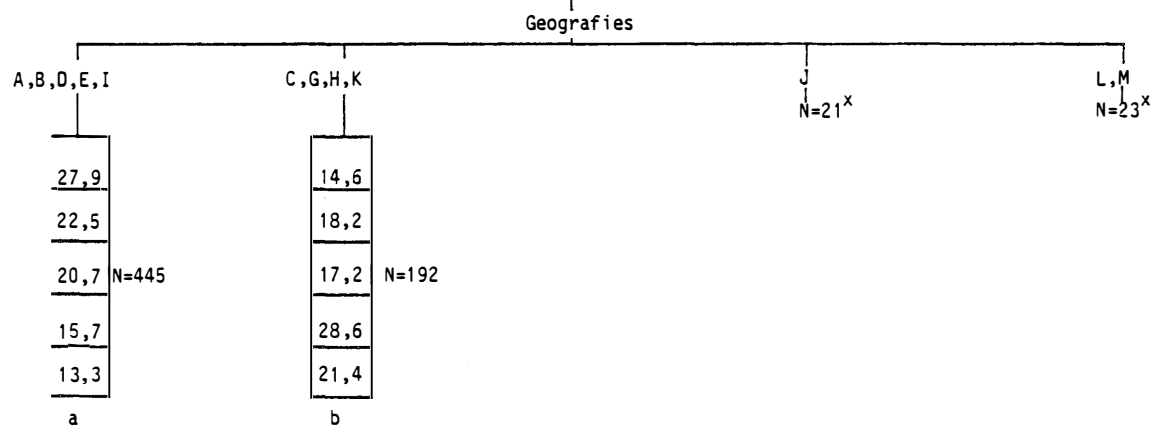 Geografies
A,B,D,E,I C,G,H,K J L,M
N=21x N=23x
27,9 14,6
22,5 18,2
20,7 N=445 17,2 N=192
15,7 28,6
13,3 21,4
a b